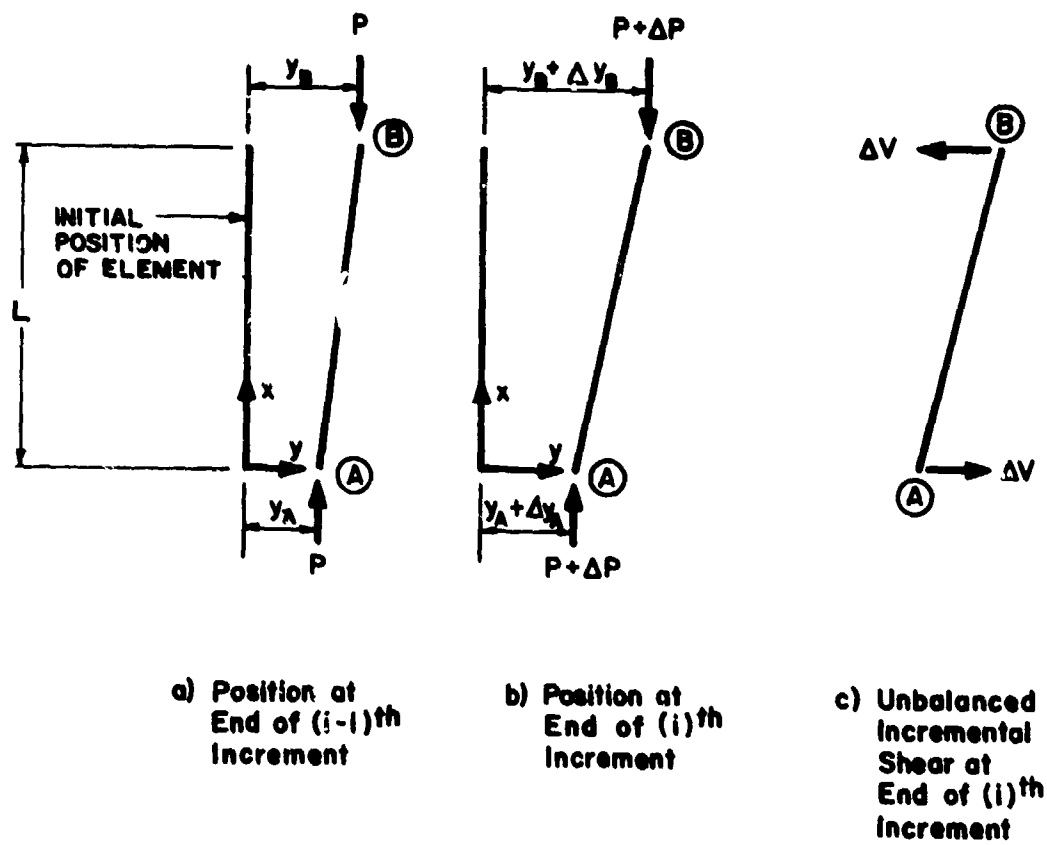 P
y_B
B
INITIAL
POSITION
OF ELEMENT
L
x
y
A
y_A
P
P+ΔP
y_B + Δy_B
B
x
y
A
y_A + Δy_A
P+ΔP
B
ΔV
A
ΔV
a) Position at
End of (i-1)th
Increment
b) Position at
End of (i)th
Increment
c) Unbalanced
Incremental
Shear at
End of (i)th
Increment